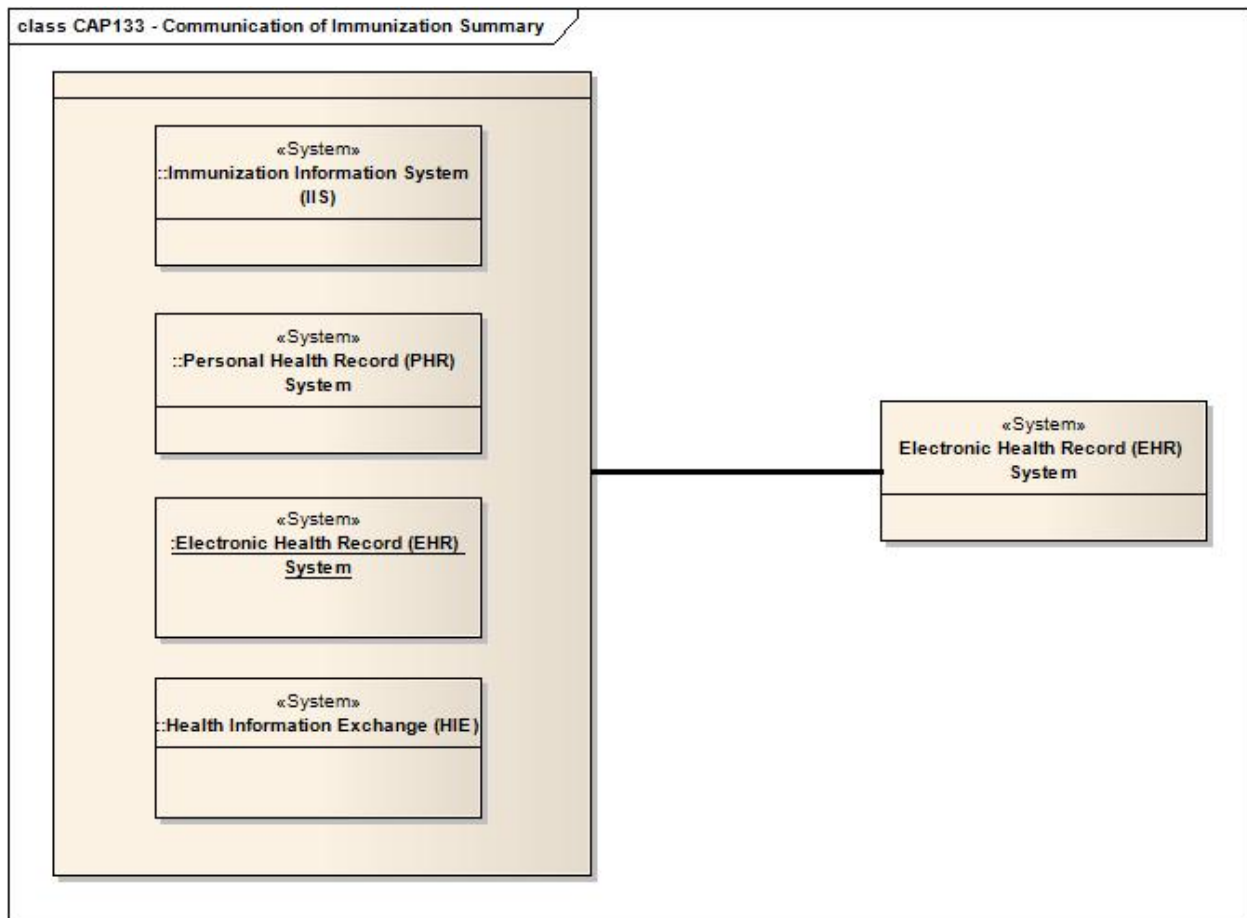 class CAP133 - Communication of Immunization Summary
«System»
::Immunization Information System
(IIS)
«System»
::Personal Health Record (PHR)
System
«System»
:Electronic Health Record (EHR)
System
«System»
::Health Information Exchange (HIE)
«System»
Electronic Health Record (EHR)
System